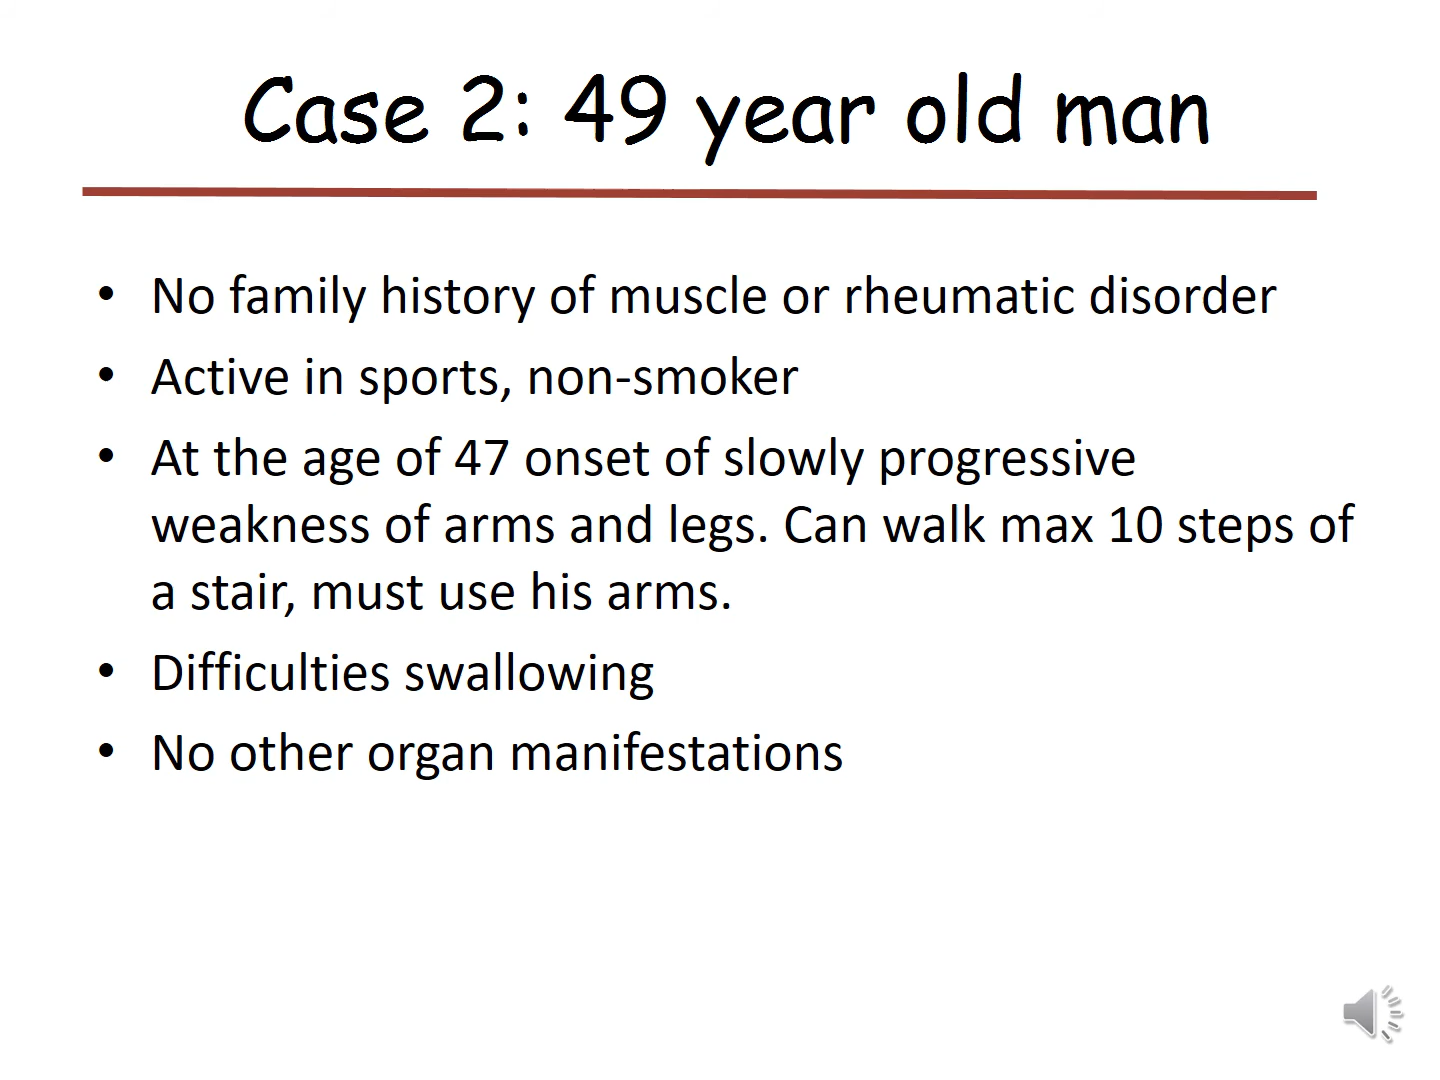 Case 2: 49 year old man
• No family history of muscle or rheumatic disorder
• Active in sports, non-smoker
• At the age of 47 onset of slowly progressive
weakness of arms and legs. Can walk max 10 steps of
a stair, must use his arms.
• Difficulties swallowing
• No other organ manifestations